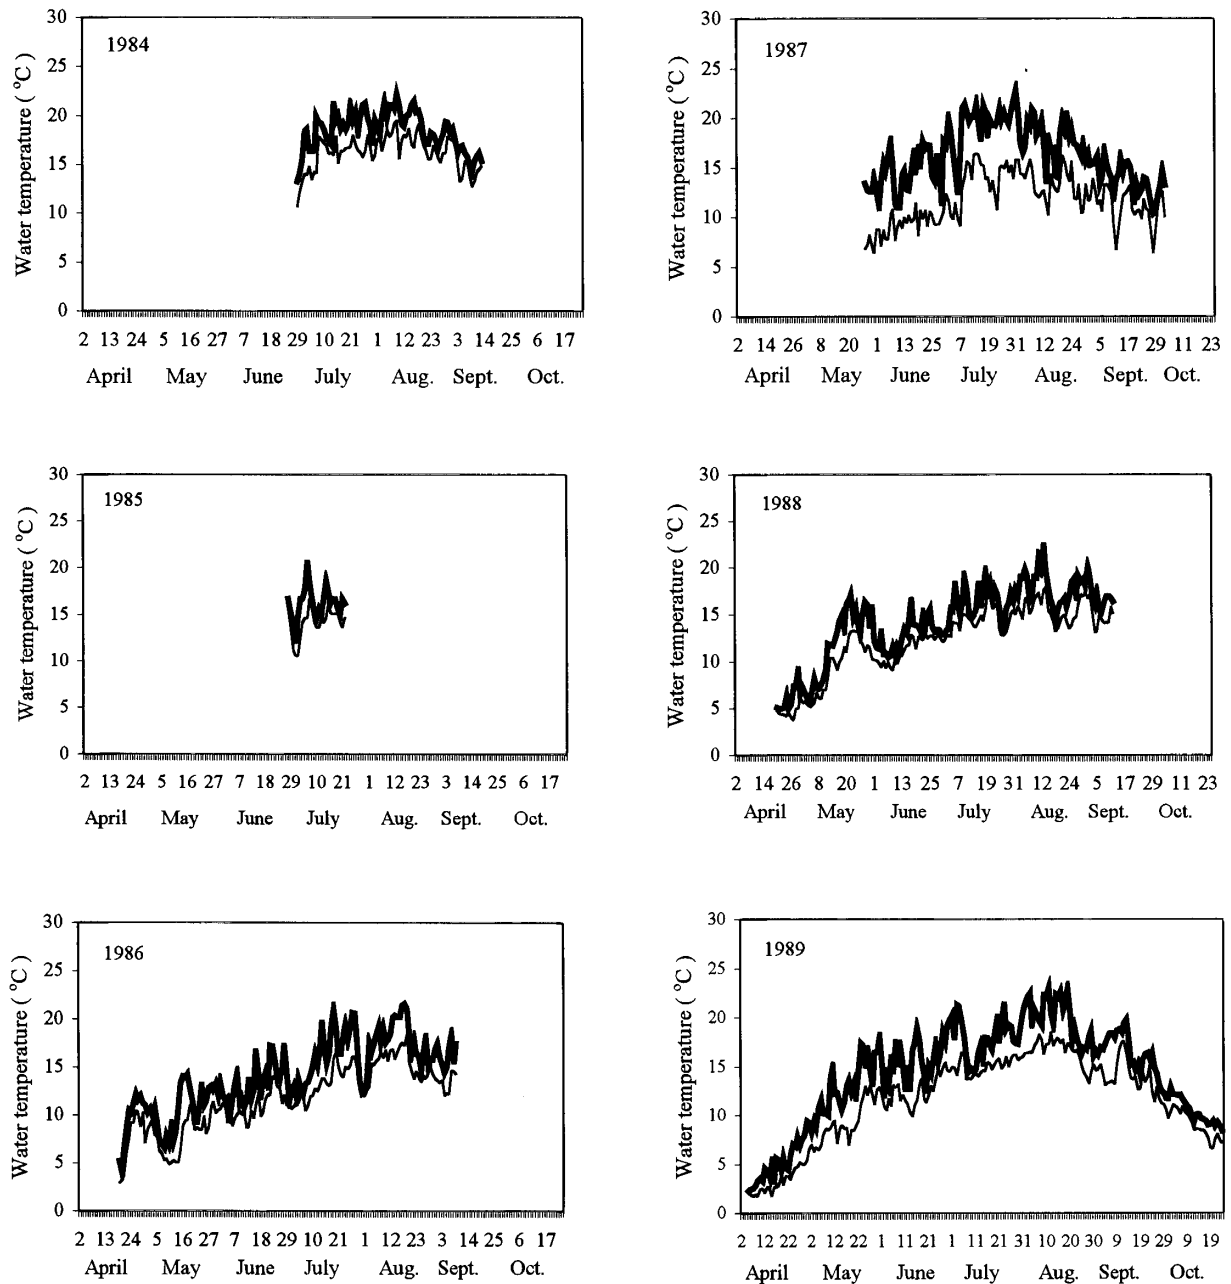 30
25
20
15
10
5
0
Water temperature ( °C )
1984
2 13 24 5 16 27 7 18 29 10 21 1 12 23 3 14 25 6 17
April May June July Aug. Sept. Oct.
30
25
20
15
10
5
0
Water temperature ( °C )
1987
2 14 26 8 20 1 13 25 7 19 31 12 24 5 17 29 11 23
April May June July Aug. Sept. Oct.
30
25
20
15
10
5
0
Water temperature ( °C )
1985
2 13 24 5 16 27 7 18 29 10 21 1 12 23 3 14 25 6 17
April May June July Aug. Sept. Oct.
30
25
20
15
10
5
0
Water temperature ( °C )
1988
2 14 26 8 20 1 13 25 7 19 31 12 24 5 17 29 11 23
April May June July Aug. Sept. Oct.
30
25
20
15
10
5
0
Water temperature ( °C )
1986
2 13 24 5 16 27 7 18 29 10 21 1 12 23 3 14 25 6 17
April May June July Aug. Sept. Oct.
30
25
20
15
10
5
0
Water temperature ( °C )
1989
2 12 22 2 12 22 1 11 21 1 11 21 31 10 20 30 9 19 29 9 19
April May June July Aug. Sept. Oct.